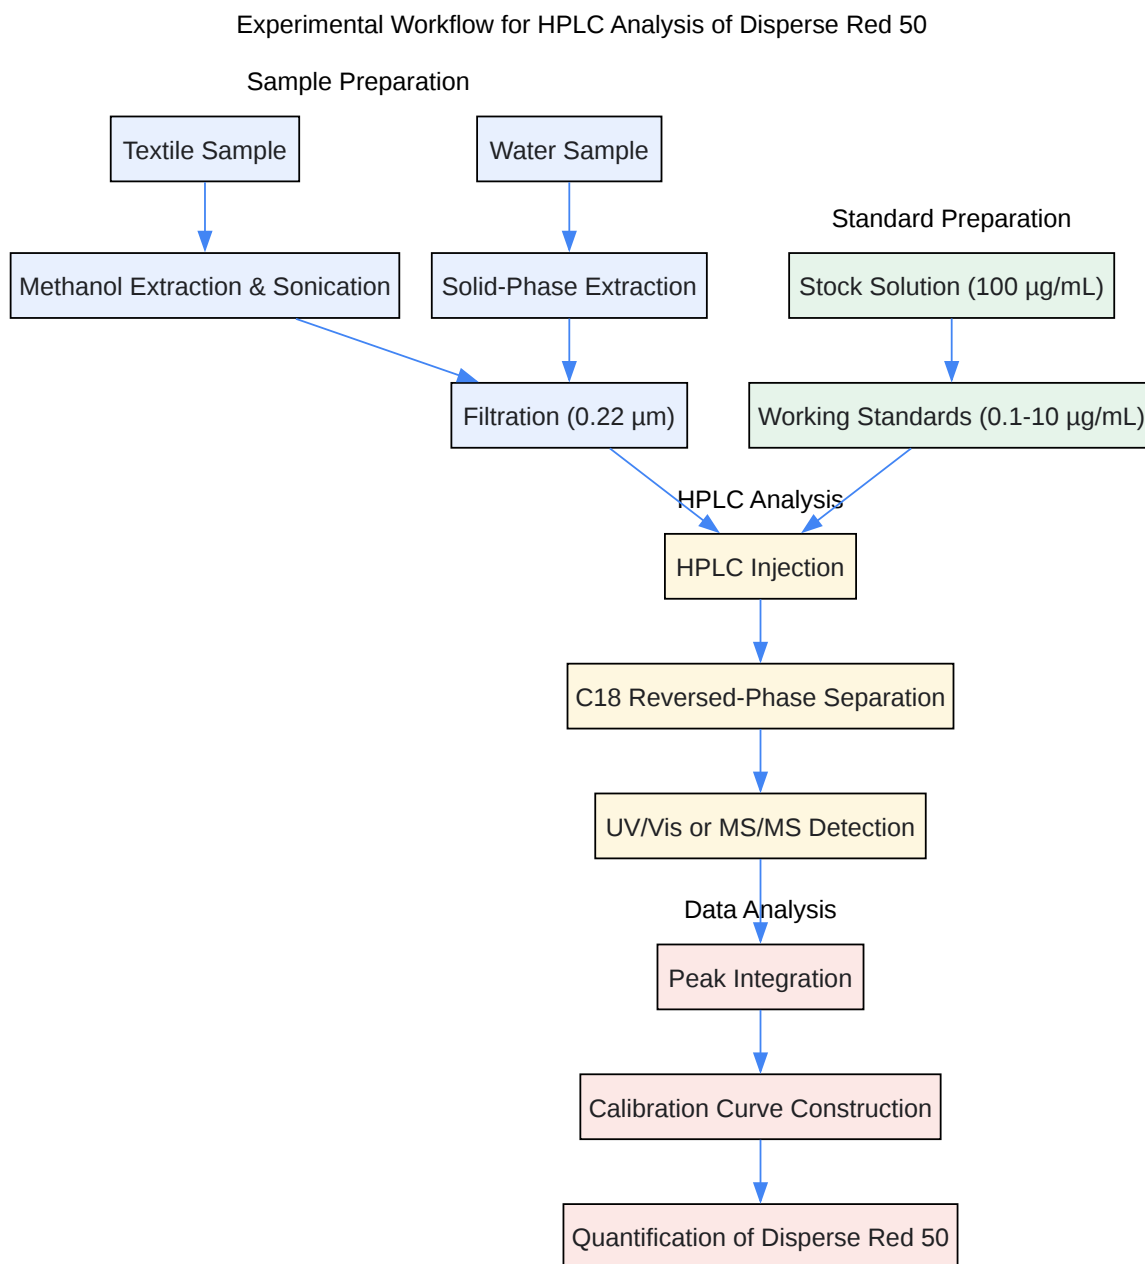 Experimental Workflow for HPLC Analysis of Disperse Red 50
Sample Preparation
Textile Sample
Water Sample
Standard Preparation
Methanol Extraction & Sonication
Solid-Phase Extraction
Stock Solution (100 µg/mL)
Filtration (0.22 µm)
Working Standards (0.1-10 µg/mL)
HPLC Analysis
HPLC Injection
C18 Reversed-Phase Separation
UV/Vis or MS/MS Detection
Data Analysis
Peak Integration
Calibration Curve Construction
Quantification of Disperse Red 50